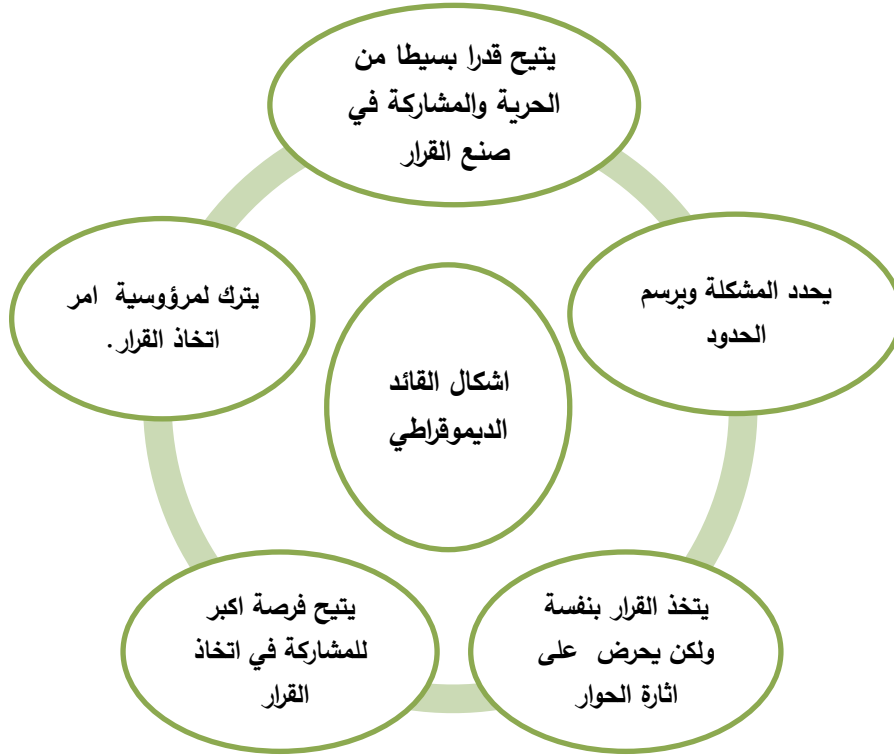 يتيح قدرا بسيطا من
الحرية والمشاركة في
صنع القرار
يحدد المشكلة ويرسم
الحدود
يتخذ القرار بنفسة
ولكن يحرض على
اثارة الحوار
يتيح فرصة اكبر
للمشاركة في اتخاذ
القرار
يترك لمرؤوسية امر
اتخاذ القرار.
اشكال القائد
الديموقراطي